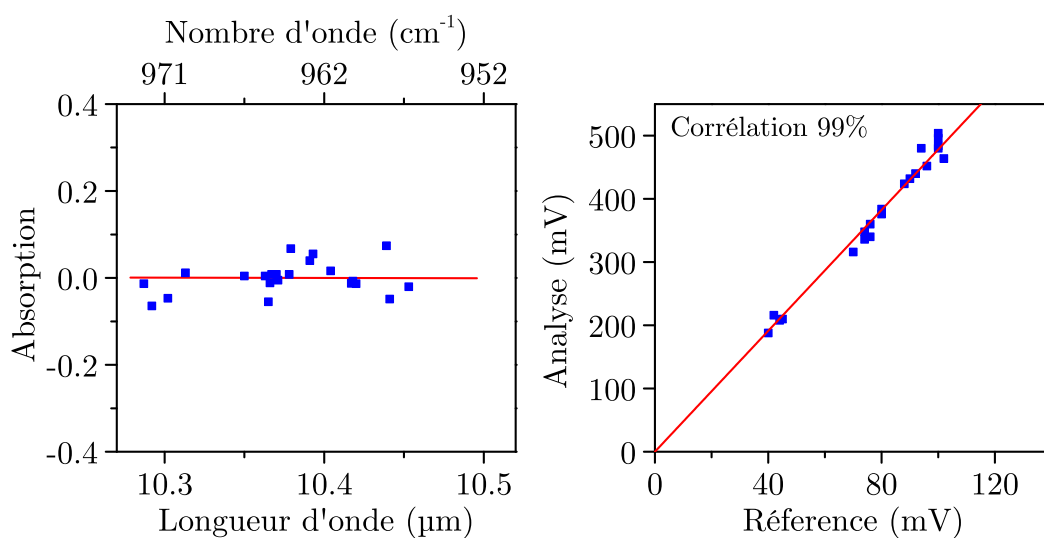 Nombre d'onde (cm-1)
971 962 952
0.4
0.2
0.0
-0.2
-0.4
Absorption
10.3 10.4 10.5
Longueur d'onde (µm)
Corrélation 99%
500
400
300
200
100
0
Analyse (mV)
0 40 80 120
Réference (mV)